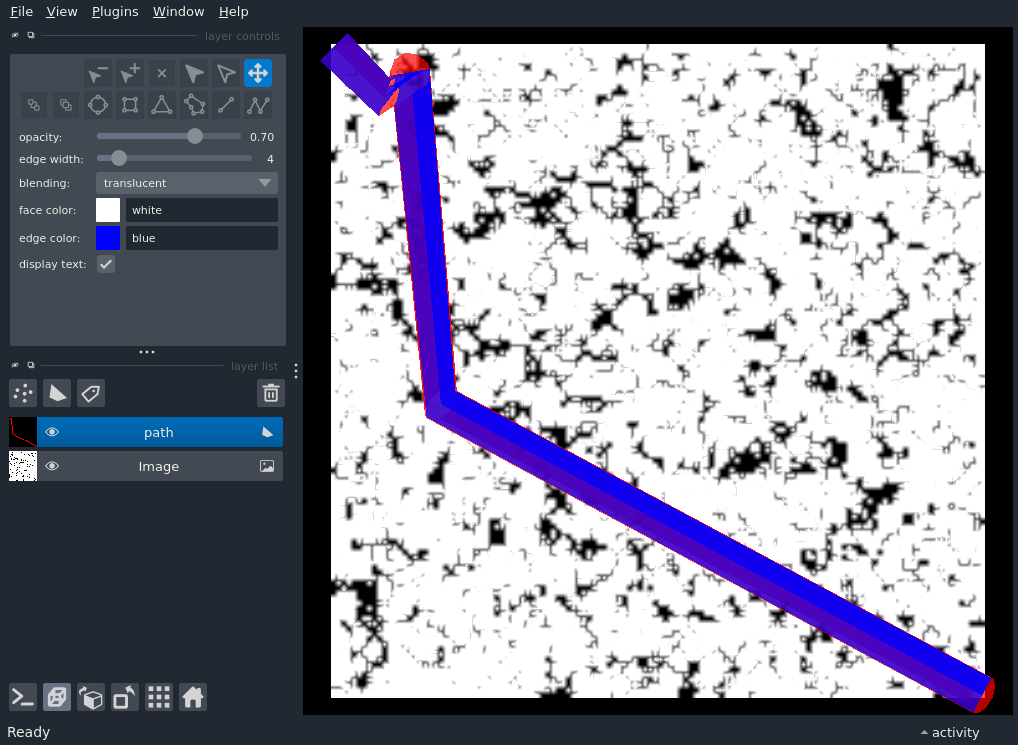 File View Plugins Window Help
layer controls
opacity: 0.70
edge width: 4
blending: translucent
face color: white
edge color: blue
display text:
layer list
path
Image
Ready
activity